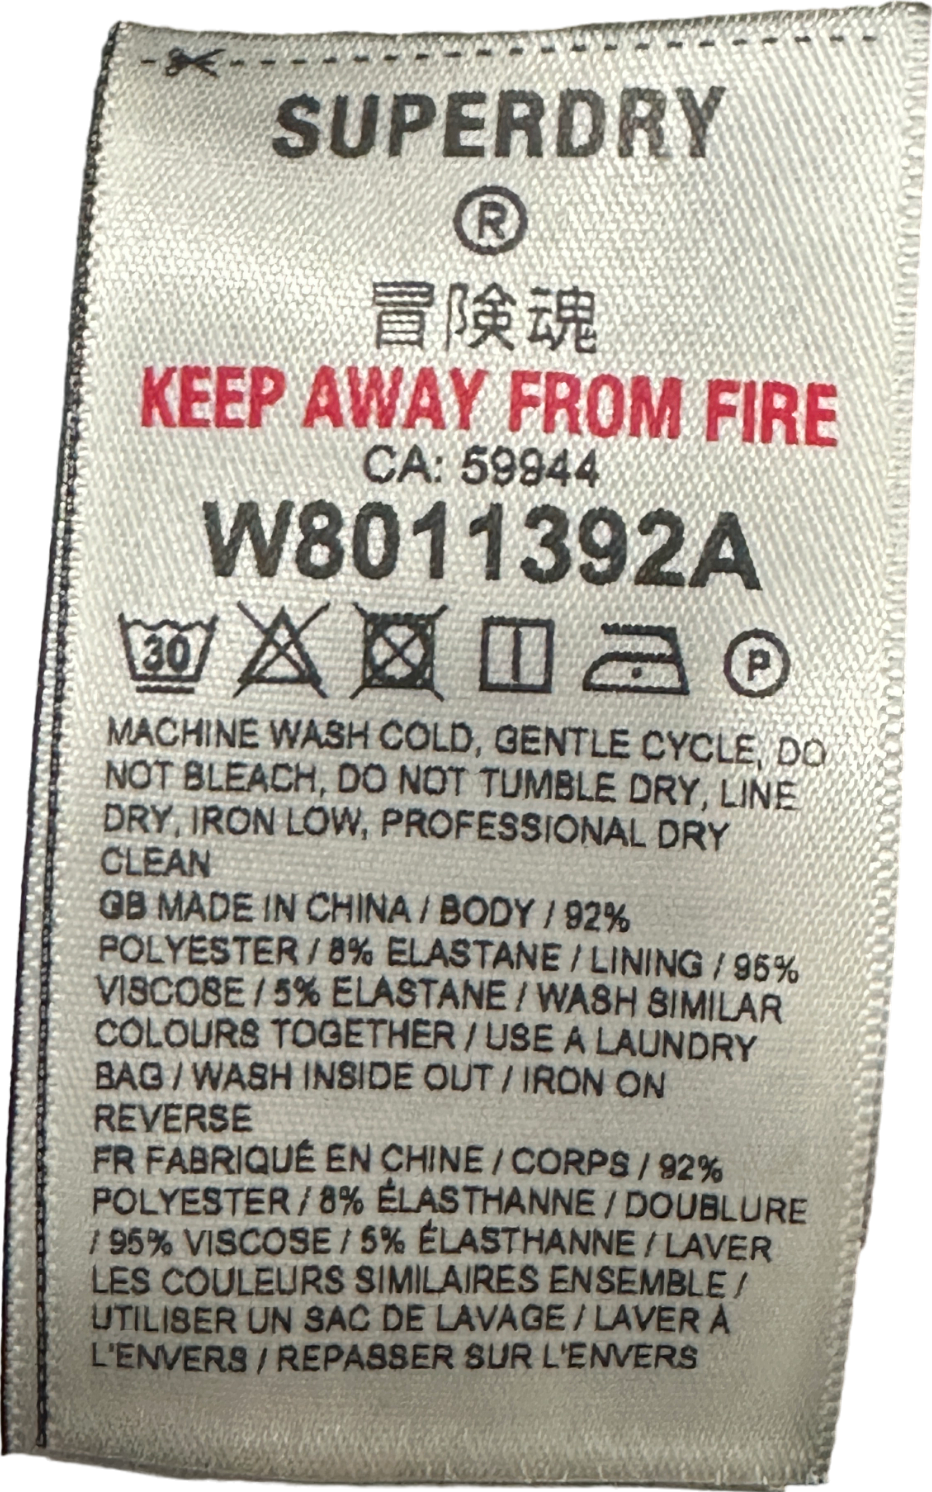 SUPERDRY
®
冒険魂
KEEP AWAY FROM FIRE
CA: 59944
W8011392A
30 P
MACHINE WASH COLD, GENTLE CYCLE, DO
NOT BLEACH, DO NOT TUMBLE DRY, LINE
DRY, IRON LOW, PROFESSIONAL DRY
CLEAN
GB MADE IN CHINA / BODY / 92%
POLYESTER / 8% ELASTANE / LINING / 95%
VISCOSE / 5% ELASTANE / WASH SIMILAR
COLOURS TOGETHER / USE A LAUNDRY
BAG / WASH INSIDE OUT / IRON ON
REVERSE
FR FABRIQUÉ EN CHINE / CORPS / 92%
POLYESTER / 8% ÉLASTHANNE / DOUBLURE
/ 95% VISCOSE / 5% ÉLASTHANNE / LAVER
LES COULEURS SIMILAIRES ENSEMBLE /
UTILISER UN SAC DE LAVAGE / LAVER À
L'ENVERS / REPASSER SUR L'ENVERS